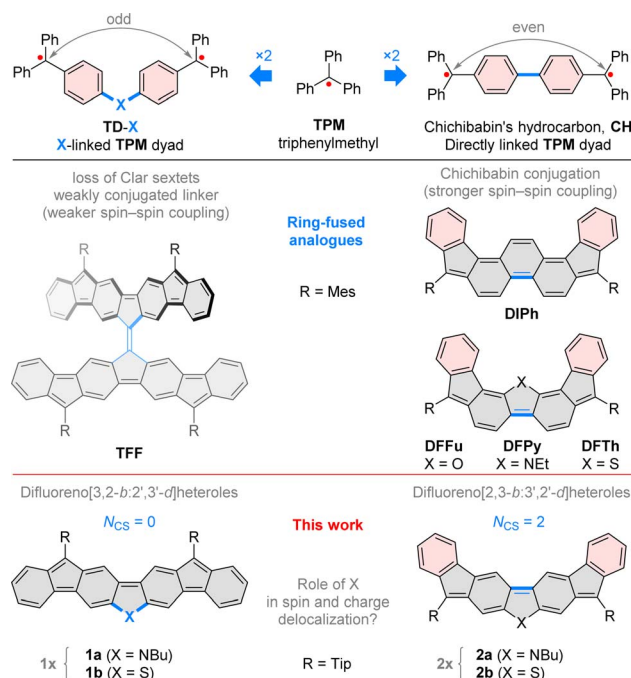 odd
even
Ph
Ph
Ph
Ph
X
×2
Ph
Ph
Ph
×2
Ph
Ph
Ph
Ph
TD-X
X-linked TPM dyad
TPM
triphenylmethyl
Chichibabin's hydrocarbon, CH
Directly linked TPM dyad
loss of Clar sextets
weakly conjugated linker
(weaker spin–spin coupling)
Chichibabin conjugation
(stronger spin–spin coupling)
Ring-fused
analogues
R = Mes
R
R
R
R
TFF
R
R
DIPh
X
R
R
DFFu DFPy DFTh
X = O X = NEt X = S
Difluoreno[3,2-b:2',3'-d]heteroles
Difluoreno[2,3-b:3',2'-d]heteroles
NCS = 0
This work
NCS = 2
R
R
X
Role of X
in spin and charge
delocalization?
R
R
X
1x { 1a (X = NBu)
1b (X = S)
R = Tip
2x { 2a (X = NBu)
2b (X = S)